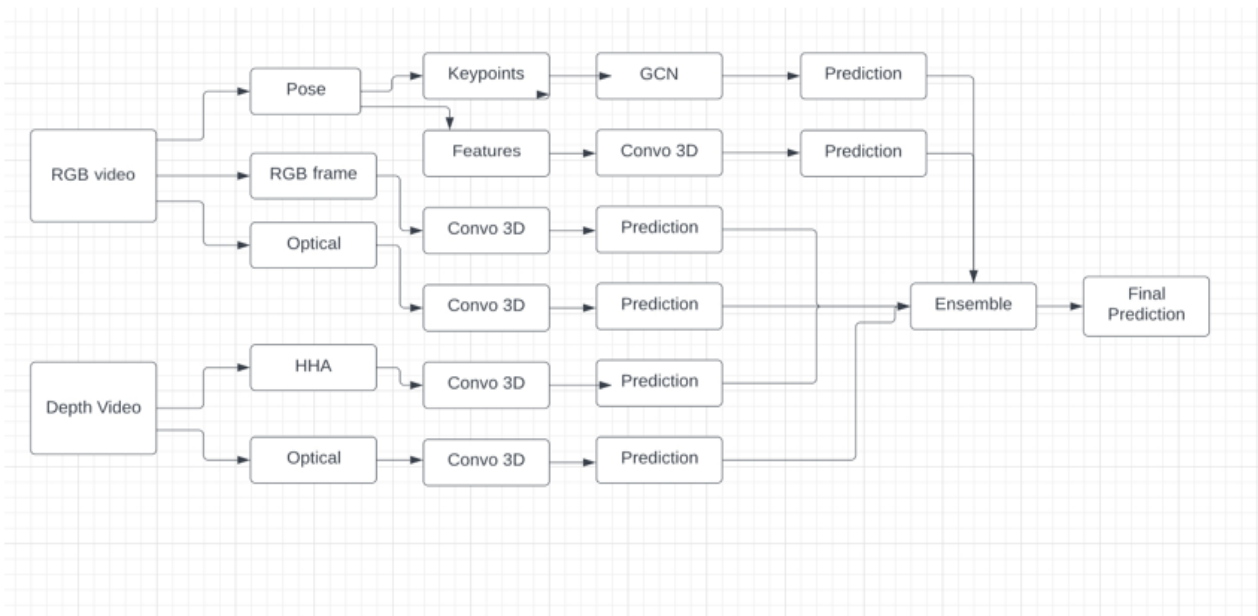 Keypoints
GCN
Prediction
Pose
Features
Convo 3D
Prediction
RGB video
RGB frame
Convo 3D
Prediction
Optical
Convo 3D
Prediction
Ensemble
Final
Prediction
HHA
Convo 3D
Prediction
Depth Video
Optical
Convo 3D
Prediction